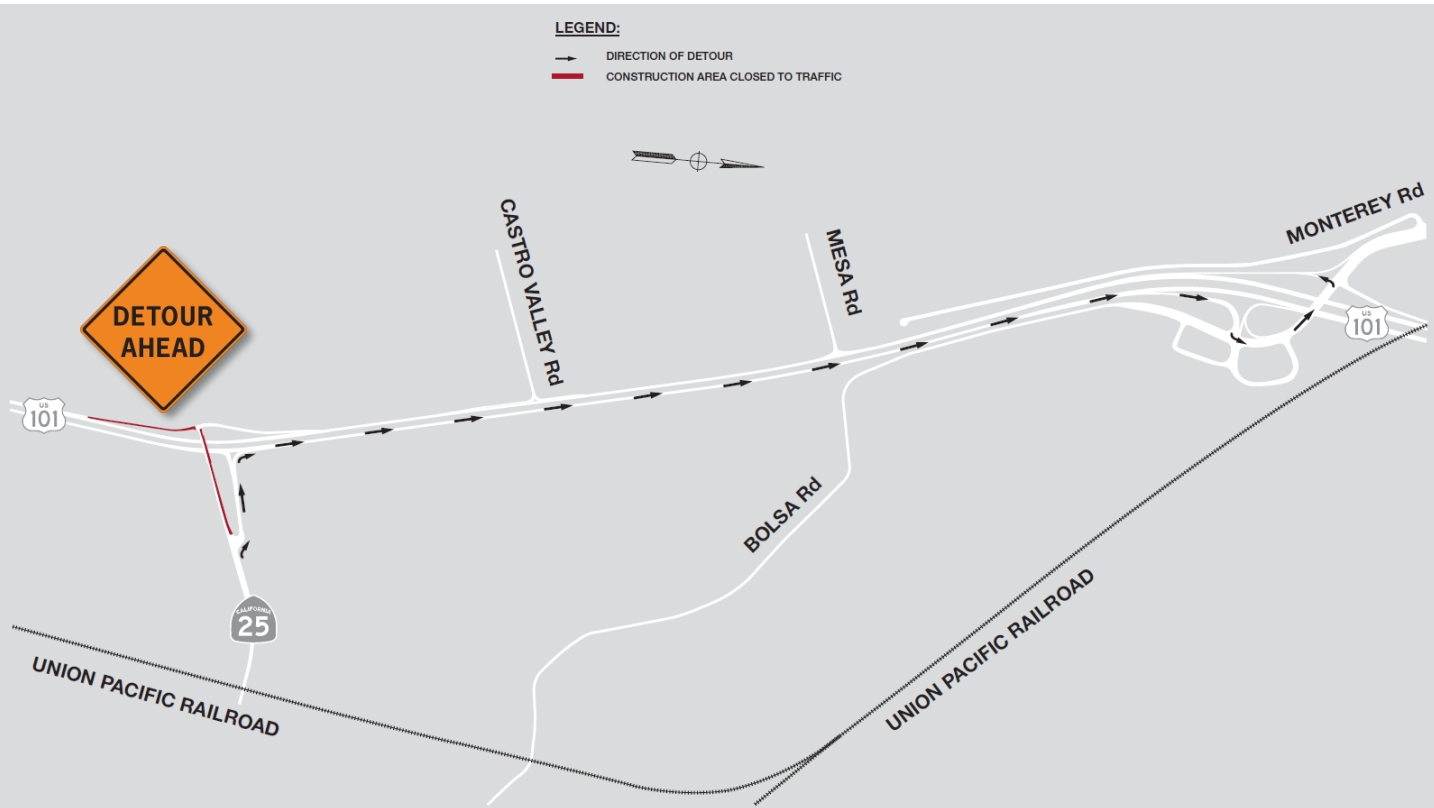 LEGEND:
DIRECTION OF DETOUR
CONSTRUCTION AREA CLOSED TO TRAFFIC
MONTEREY Rd
CASTRO VALLEY Rd
MESA Rd
DETOUR
AHEAD
US
101
US
101
BOLSA Rd
CALIFORNIA
25
UNION PACIFIC RAILROAD
UNION PACIFIC RAILROAD